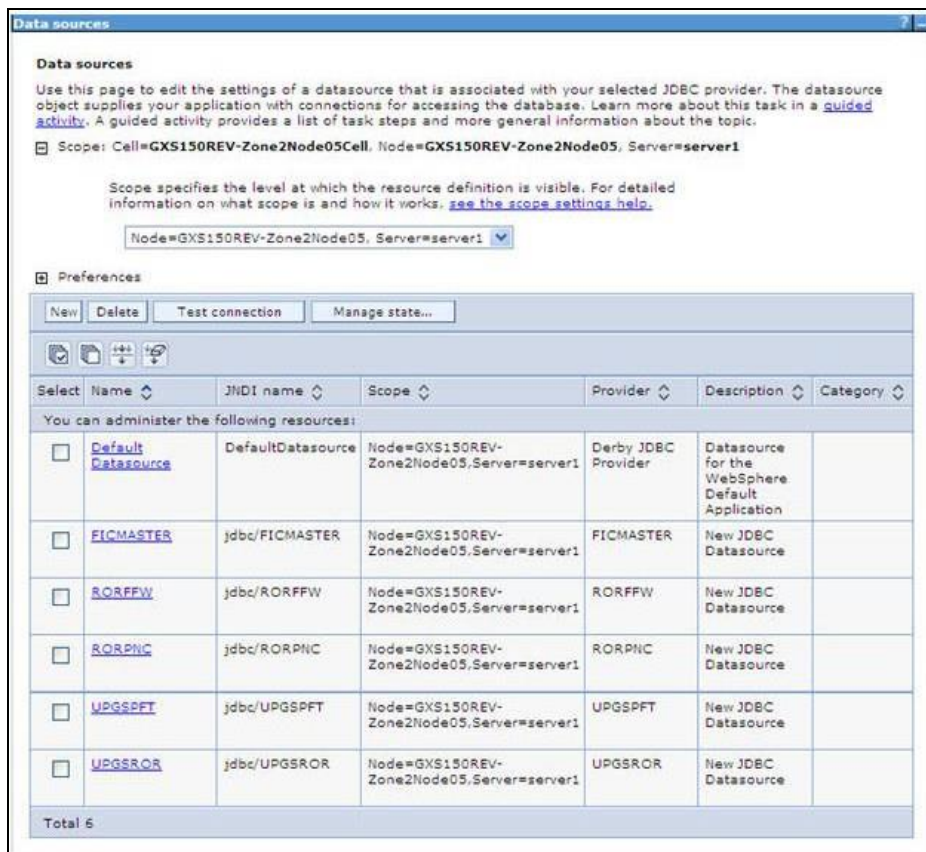 Data sources
?
Data sources
Use this page to edit the settings of a datasource that is associated with your selected JDBC provider. The datasource
object supplies your application with connections for accessing the database. Learn more about this task in a guided
activity. A guided activity provides a list of task steps and more general information about the topic.
Scope: Cell=GXS150REV-Zone2Node05Cell, Node=GXS150REV-Zone2Node05, Server=server1
Scope specifies the level at which the resource definition is visible. For detailed
information on what scope is and how it works, see the scope settings help.
Node=GXS150REV-Zone2Node05, Server=server1
Preferences
New Delete Test connection Manage state...
Select Name JNDI name Scope Provider Description Category
You can administer the following resources:
Default DefaultDatasource Node=GXS150REV- Derby JDBC Datasource
Datasource Zone2Node05,Server=server1 Provider for the
WebSphere
Default
Application
FICMASTER jdbc/FICMASTER Node=GXS150REV- FICMASTER New JDBC
Zone2Node05,Server=server1 Datasource
RORFFW jdbc/RORFFW Node=GXS150REV- RORFFW New JDBC
Zone2Node05,Server=server1 Datasource
RORPNC jdbc/RORPNC Node=GXS150REV- RORPNC New JDBC
Zone2Node05,Server=server1 Datasource
UPGSPFT jdbc/UPGSPFT Node=GXS150REV- UPGSPFT New JDBC
Zone2Node05,Server=server1 Datasource
UPGSROR jdbc/UPGSROR Node=GXS150REV- UPGSROR New JDBC
Zone2Node05,Server=server1 Datasource
Total 6